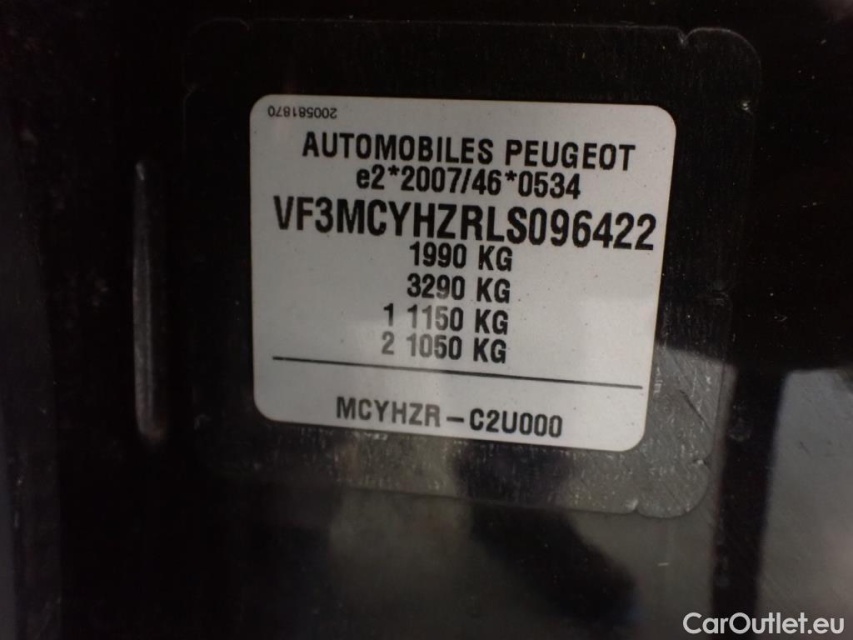 200581870
AUTOMOBILES PEUGEOT
e2*2007/46*0534
VF3MCYHZRLS096422
1990 KG
3290 KG
1 1150 KG
2 1050 KG
MCYHZR-C2U000
CarOutlet.eu